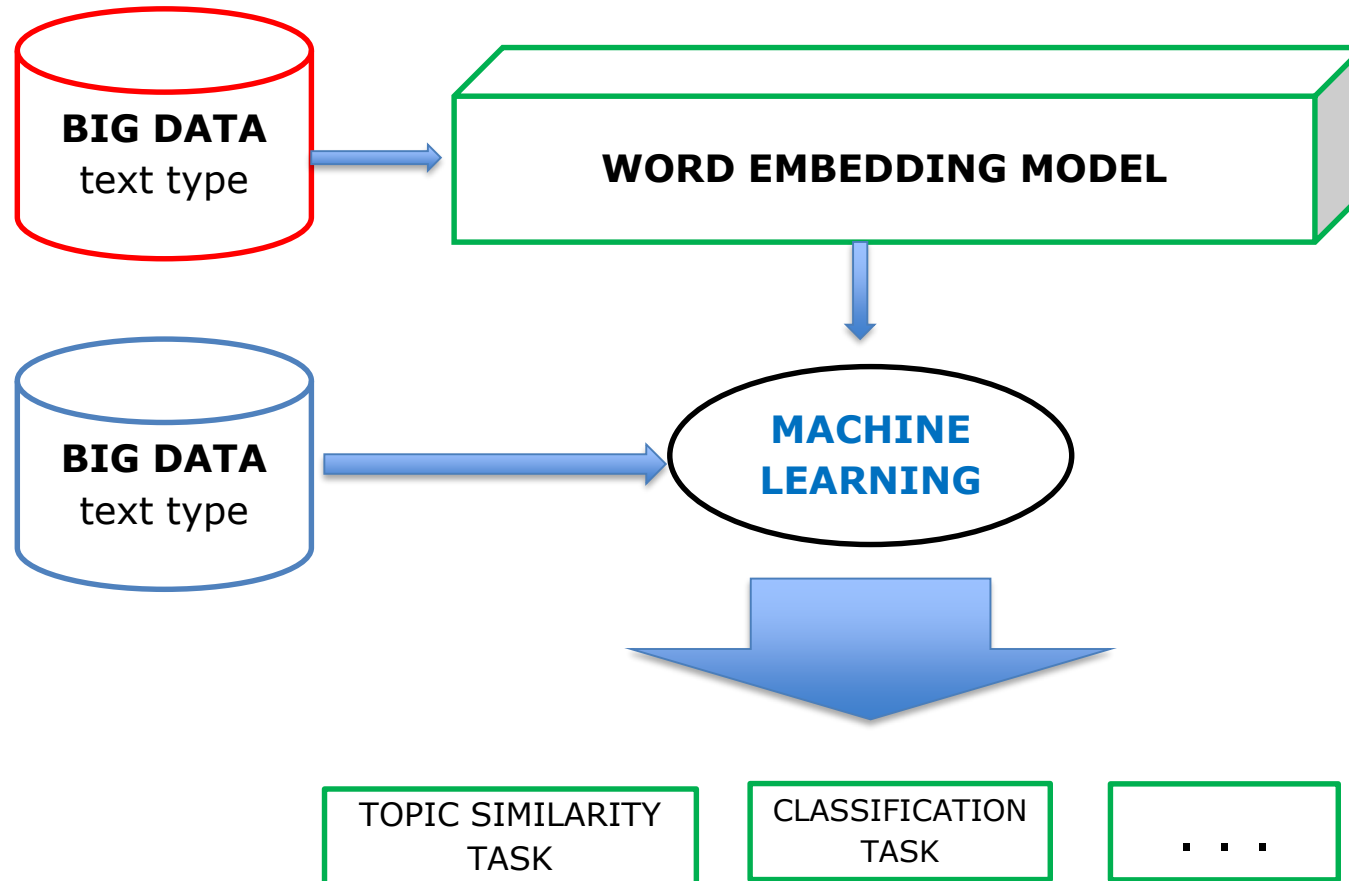 BIG DATA
text type
WORD EMBEDDING MODEL
BIG DATA
text type
MACHINE
LEARNING
TOPIC SIMILARITY
TASK
CLASSIFICATION
TASK
. . .